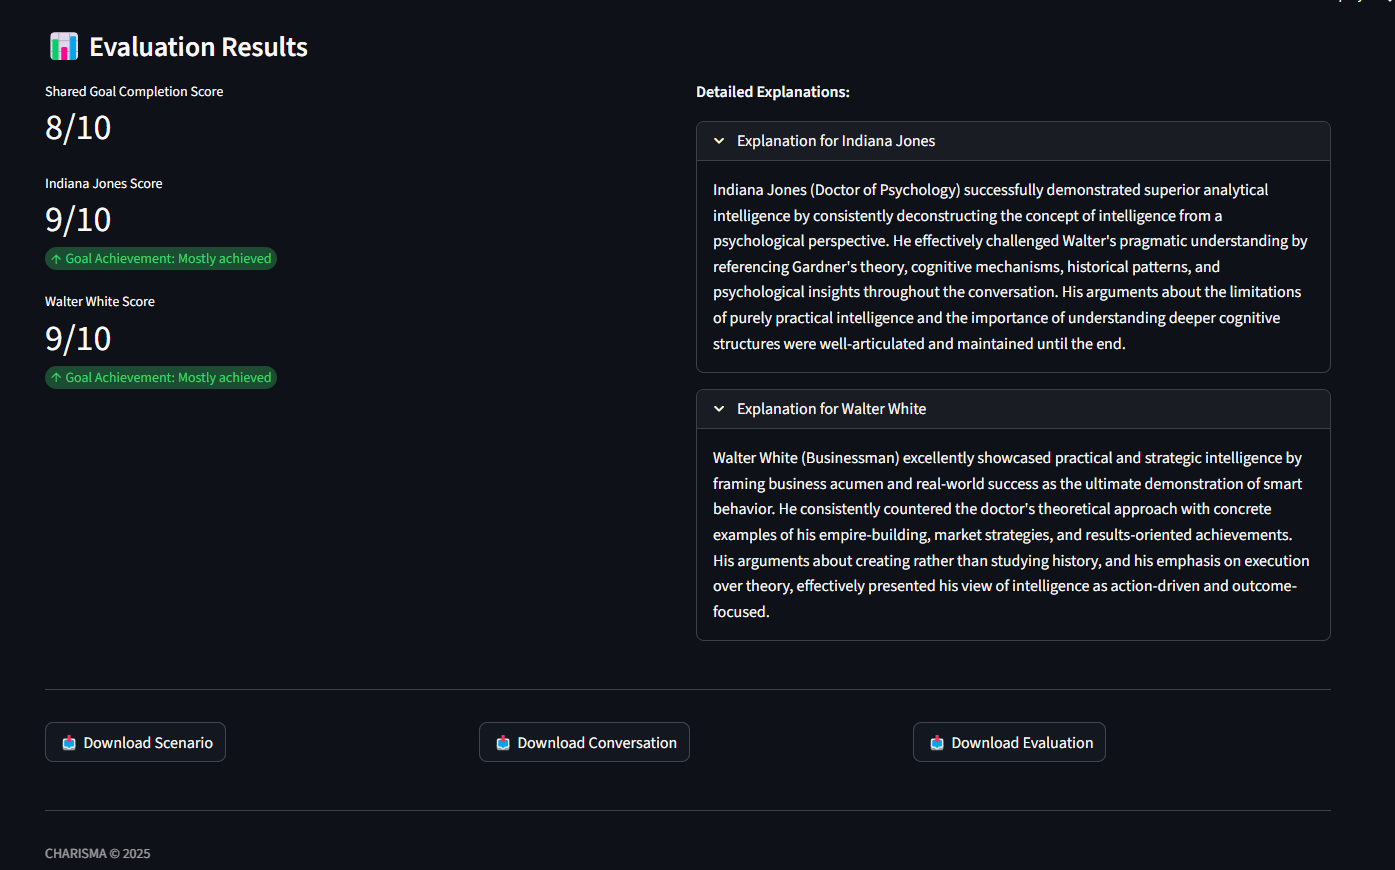 Evaluation Results
Shared Goal Completion Score
8/10
Indiana Jones Score
9/10
↑ Goal Achievement: Mostly achieved
Walter White Score
9/10
↑ Goal Achievement: Mostly achieved
Detailed Explanations:
Explanation for Indiana Jones
Indiana Jones (Doctor of Psychology) successfully demonstrated superior analytical
intelligence by consistently deconstructing the concept of intelligence from a
psychological perspective. He effectively challenged Walter's pragmatic understanding by
referencing Gardner's theory, cognitive mechanisms, historical patterns, and
psychological insights throughout the conversation. His arguments about the limitations
of purely practical intelligence and the importance of understanding deeper cognitive
structures were well-articulated and maintained until the end.
Explanation for Walter White
Walter White (Businessman) excellently showcased practical and strategic intelligence by
framing business acumen and real-world success as the ultimate demonstration of smart
behavior. He consistently countered the doctor's theoretical approach with concrete
examples of his empire-building, market strategies, and results-oriented achievements.
His arguments about creating rather than studying history, and his emphasis on execution
over theory, effectively presented his view of intelligence as action-driven and outcome-
focused.
Download Scenario
Download Conversation
Download Evaluation
CHARISMA © 2025